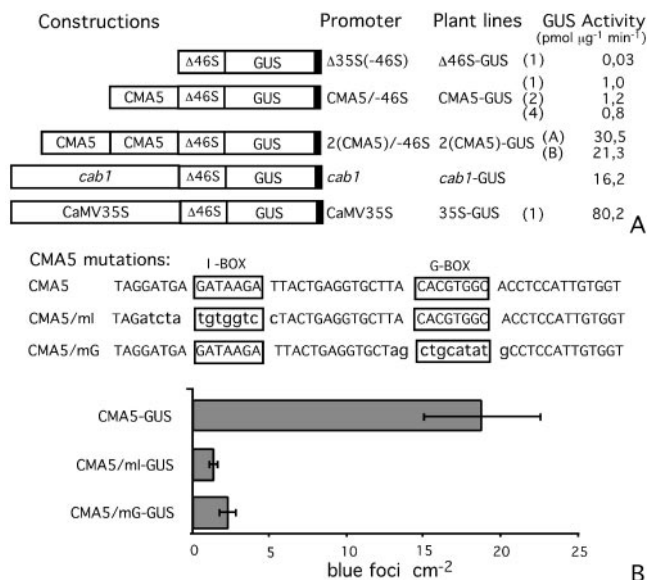 Constructions Promoter Plant lines GUS Activity
(pmol µg⁻¹ min⁻¹)
Δ46S GUS Δ35S(-46S) Δ46S-GUS (1) 0,03
CMA5 Δ46S GUS CMA5/-46S CMA5-GUS (1) 1,0
(2) 1,2
(4) 0,8
CMA5 CMA5 Δ46S GUS 2(CMA5)/-46S 2(CMA5)-GUS (A) 30,5
(B) 21,3
cab1 Δ46S GUS cab1 cab1-GUS 16,2
CaMV35S Δ46S GUS CaMV35S 35S-GUS (1) 80,2
A
CMA5 mutations: I-BOX G-BOX
CMA5 TAGGATGA GATAAGA TTACTGAGGTGCTTA CACGTGGC ACCTCCATTGTGGT
CMA5/mI TAGatcta tgtggtc cTACTGAGGTGCTTA CACGTGGC ACCTCCATTGTGGT
CMA5/mG TAGGATGA GATAAGA TTACTGAGGTGCTag ctgcatat gCCTCCATTGTGGT
CMA5-GUS
CMA5/mI-GUS
CMA5/mG-GUS
0 5 10 15 20 25
blue foci cm⁻²
B